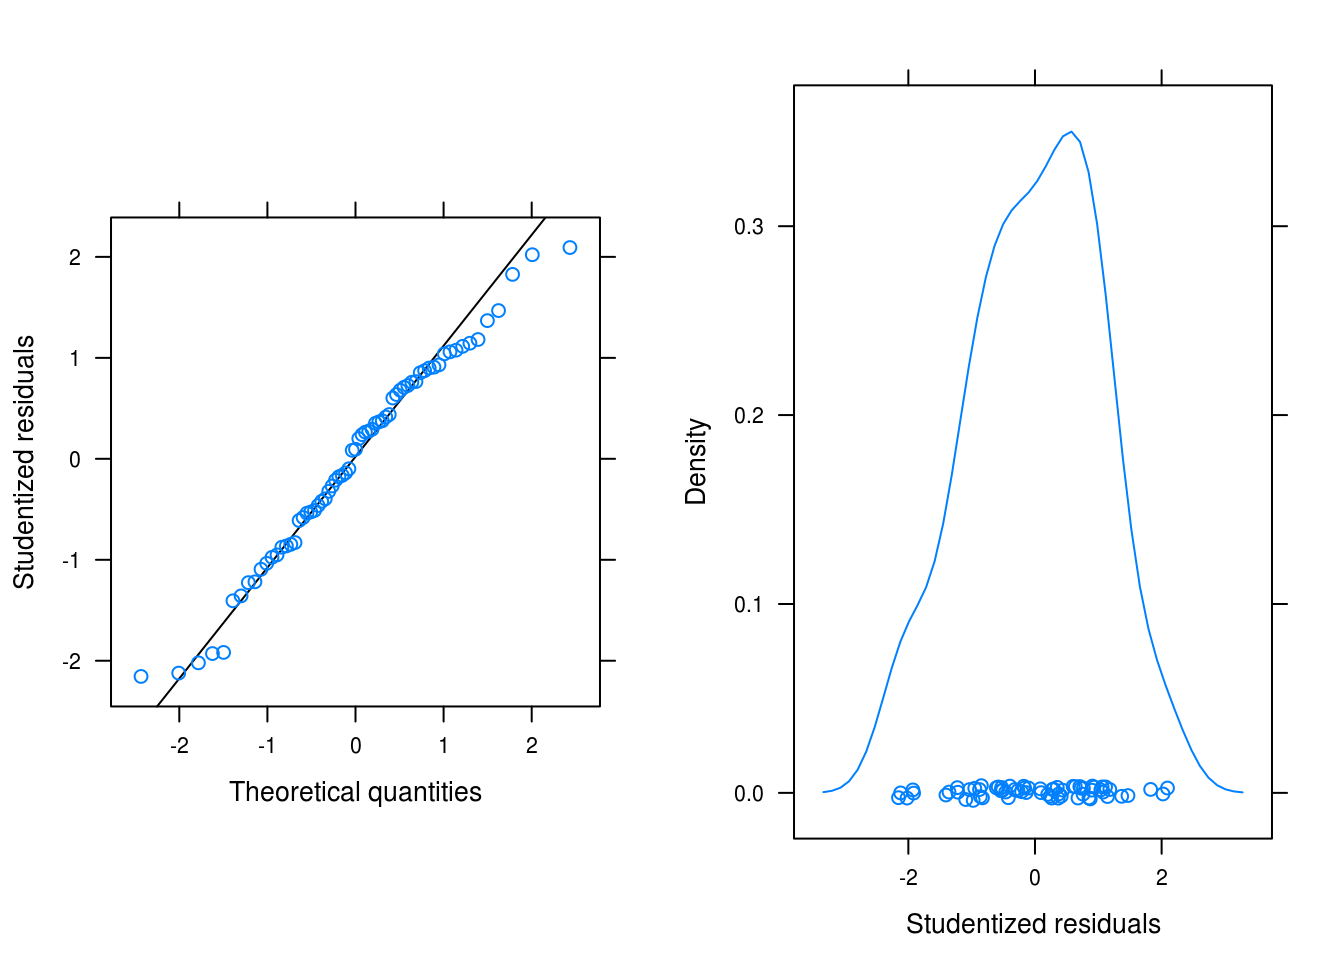 2
1
0
-1
-2
Studentized residuals
-2 -1 0 1 2
Theoretical quantities
0.3
0.2
0.1
0.0
Density
-2 0 2
Studentized residuals